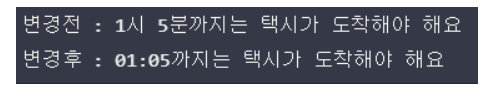 변경전 : 1시 5분까지는 택시가 도착해야 해요
변경후 : 01:05까지는 택시가 도착해야 해요